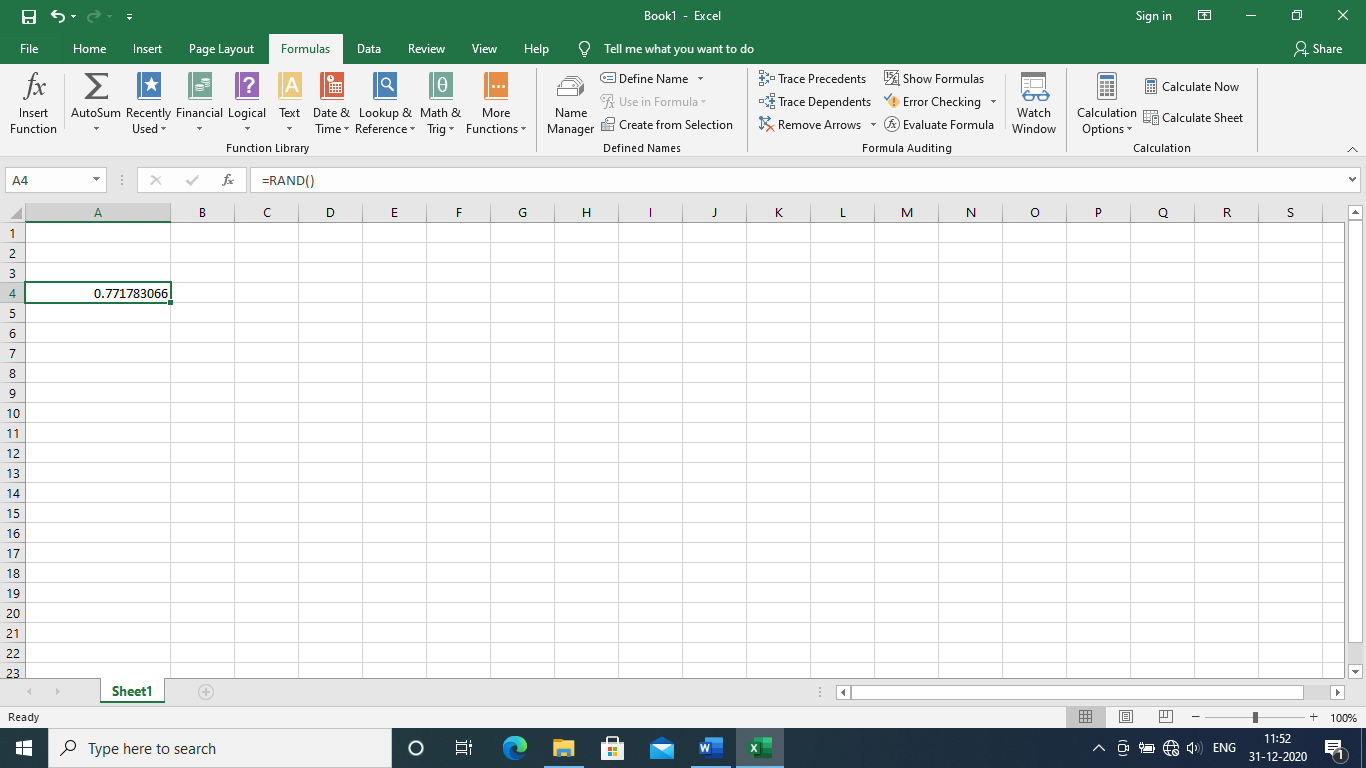 Book1 - Excel
Sign in
File Home Insert Page Layout Formulas Data Review View Help Tell me what you want to do Share
Insert Function
AutoSum
Recently Used
Financial
Logical
Text
Date & Time
Lookup & Reference
Math & Trig
More Functions
Function Library
Name Manager
Define Name
Use in Formula
Create from Selection
Defined Names
Trace Precedents
Trace Dependents
Remove Arrows
Show Formulas
Error Checking
Evaluate Formula
Formula Auditing
Watch Window
Calculation Options
Calculate Now
Calculate Sheet
Calculation
A4 fx =RAND()
A B C D E F G H I J K L M N O P Q R S
1
2
3
4 0.771783066
5
6
7
8
9
10
11
12
13
14
15
16
17
18
19
20
21
22
23
Sheet1
Ready 100%
Type here to search
ENG
11:52
31-12-2020
1